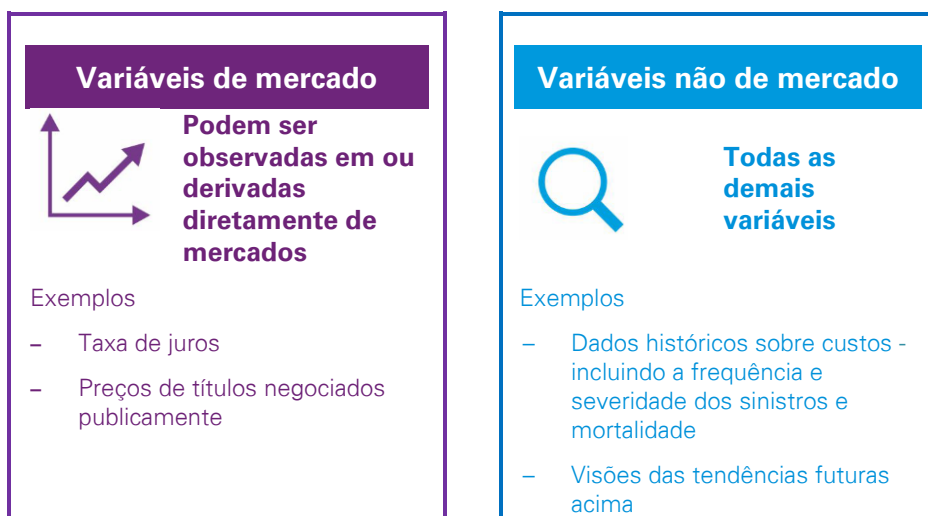 Variáveis de mercado
Podem ser
observadas em ou
derivadas
diretamente de
mercados
Exemplos
– Taxa de juros
– Preços de títulos negociados
publicamente
Variáveis não de mercado
Todas as
demais
variáveis
Exemplos
– Dados históricos sobre custos -
incluindo a frequência e
severidade dos sinistros e
mortalidade
– Visões das tendências futuras
acima